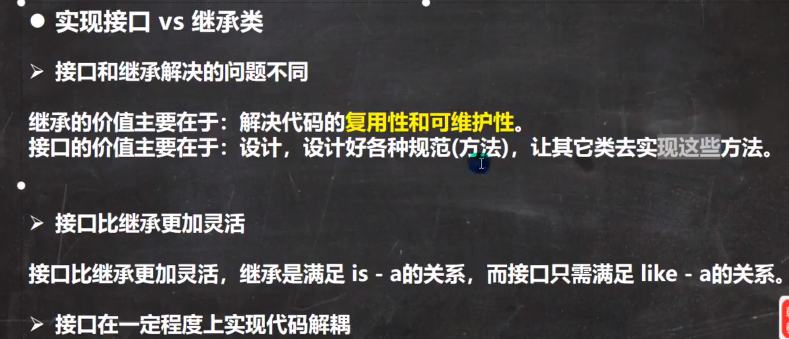 ● 实现接口 vs 继承类
➢ 接口和继承解决的问题不同
继承的价值主要在于：解决代码的复用性和可维护性。
接口的价值主要在于：设计，设计好各种规范(方法)，让其它类去实现这些方法。
●
➢ 接口比继承更加灵活
接口比继承更加灵活，继承是满足 is - a的关系，而接口只需满足 like - a的关系。
➢ 接口在一定程度上实现代码解耦